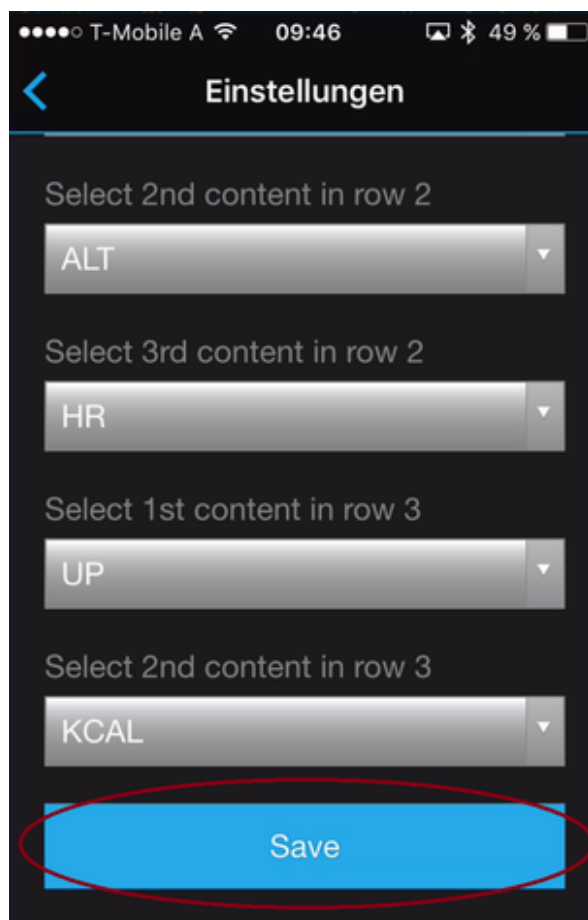 T-Mobile A 09:46 49 %
Einstellungen
Select 2nd content in row 2
ALT
Select 3rd content in row 2
HR
Select 1st content in row 3
UP
Select 2nd content in row 3
KCAL
Save